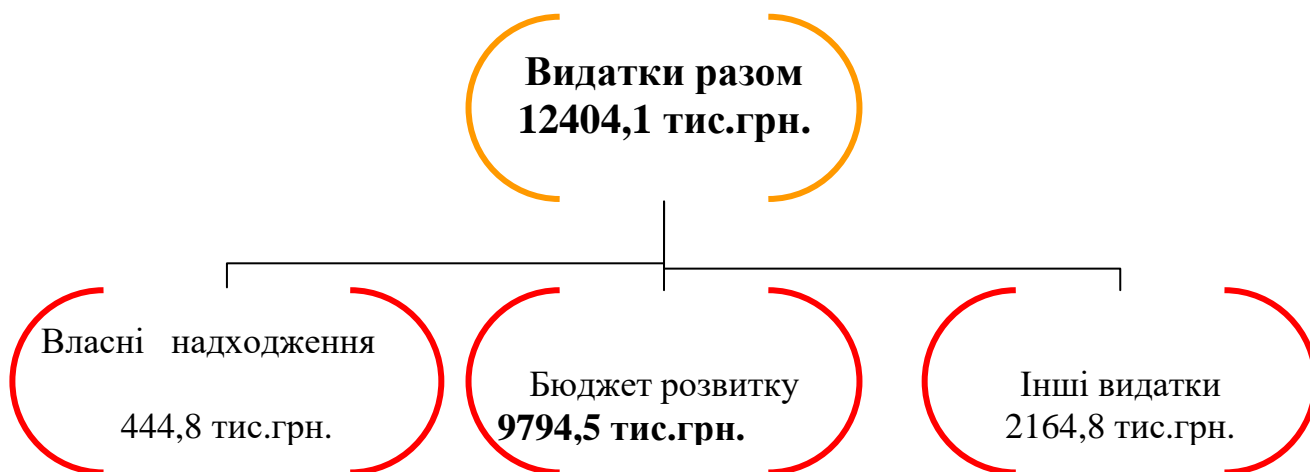 Видатки разом
12404,1 тис.грн.
Власні надходження
444,8 тис.грн.
Бюджет розвитку
9794,5 тис.грн.
Інші видатки
2164,8 тис.грн.